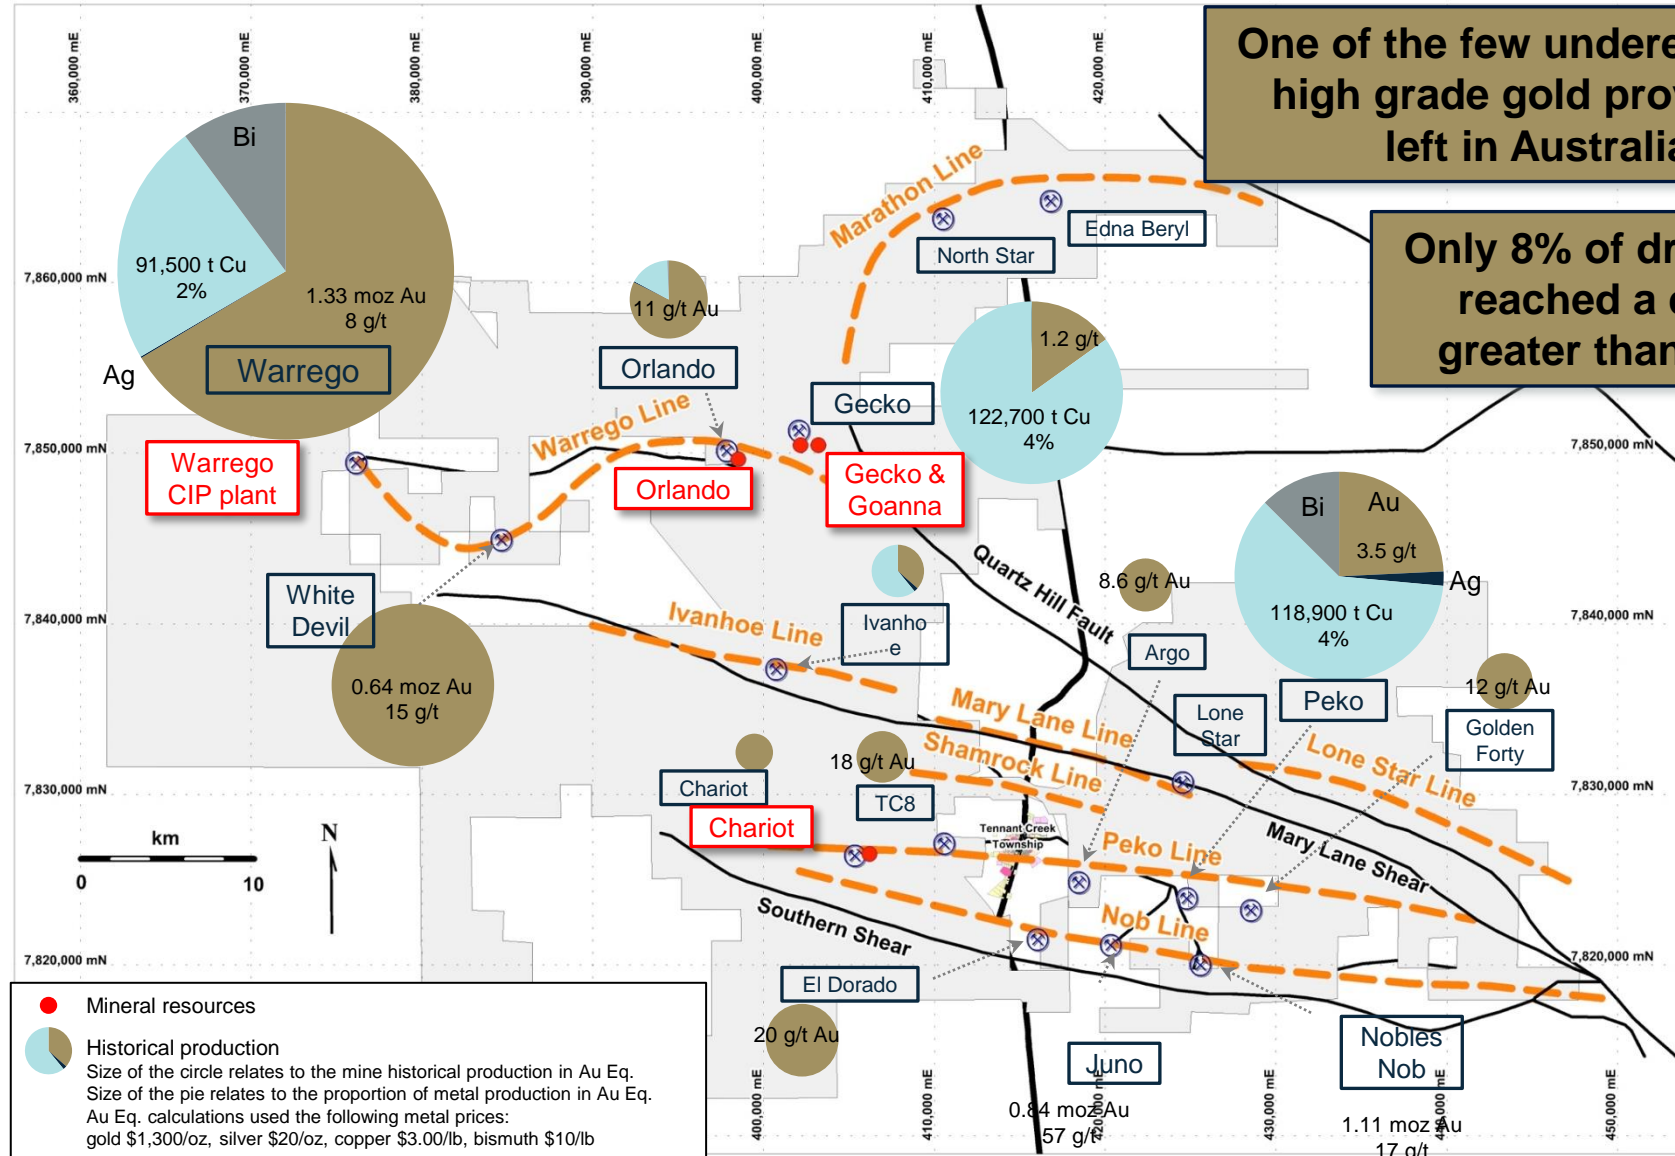 360,000 mE
370,000 mE
380,000 mE
390,000 mE
400,000 mE
410,000 mE
420,000 mE
One of the few undere
high grade gold prov
left in Australia
Only 8% of dr
reached a
greater than
Bi
91,500 t Cu
2%
1.33 moz Au
8 g/t
Ag
Warrego
11 g/t Au
Orlando
Marathon Line
North Star
Edna Beryl
7,860,000 mN
1.2 g/t
122,700 t Cu
4%
Gecko
Warrego Line
7,850,000 mN
7,850,000 mN
Warrego
CIP plant
Orlando
Gecko &
Goanna
Bi
Au
3.5 g/t
Ag
118,900 t Cu
4%
Quartz Hill Fault
8.6 g/t Au
White
Devil
7,840,000 mN
7,840,000 mN
Ivanhoe Line
Ivanho
e
Argo
0.64 moz Au
15 g/t
12 g/t Au
Peko
Lone
Star
Golden
Forty
Mary Lane Line
Shamrock Line
Lone Star Line
18 g/t Au
Chariot
TC8
7,830,000 mN
7,830,000 mN
Chariot
Tennant Creek
Township
Peko Line
Mary Lane Shear
km
0
10
N
Nob Line
Southern Shear
7,820,000 mN
7,820,000 mN
El Dorado
20 g/t Au
Juno
Nobles
Nob
0.84 moz Au
57 g/t
1.11 moz Au
17 g/t
400,000 mE
410,000 mE
420,000 mE
430,000 mE
440,000 mE
450,000 mE
Mineral resources
Historical production
Size of the circle relates to the mine historical production in Au Eq.
Size of the pie relates to the proportion of metal production in Au Eq.
Au Eq. calculations used the following metal prices:
gold $1,300/oz, silver $20/oz, copper $3.00/lb, bismuth $10/lb